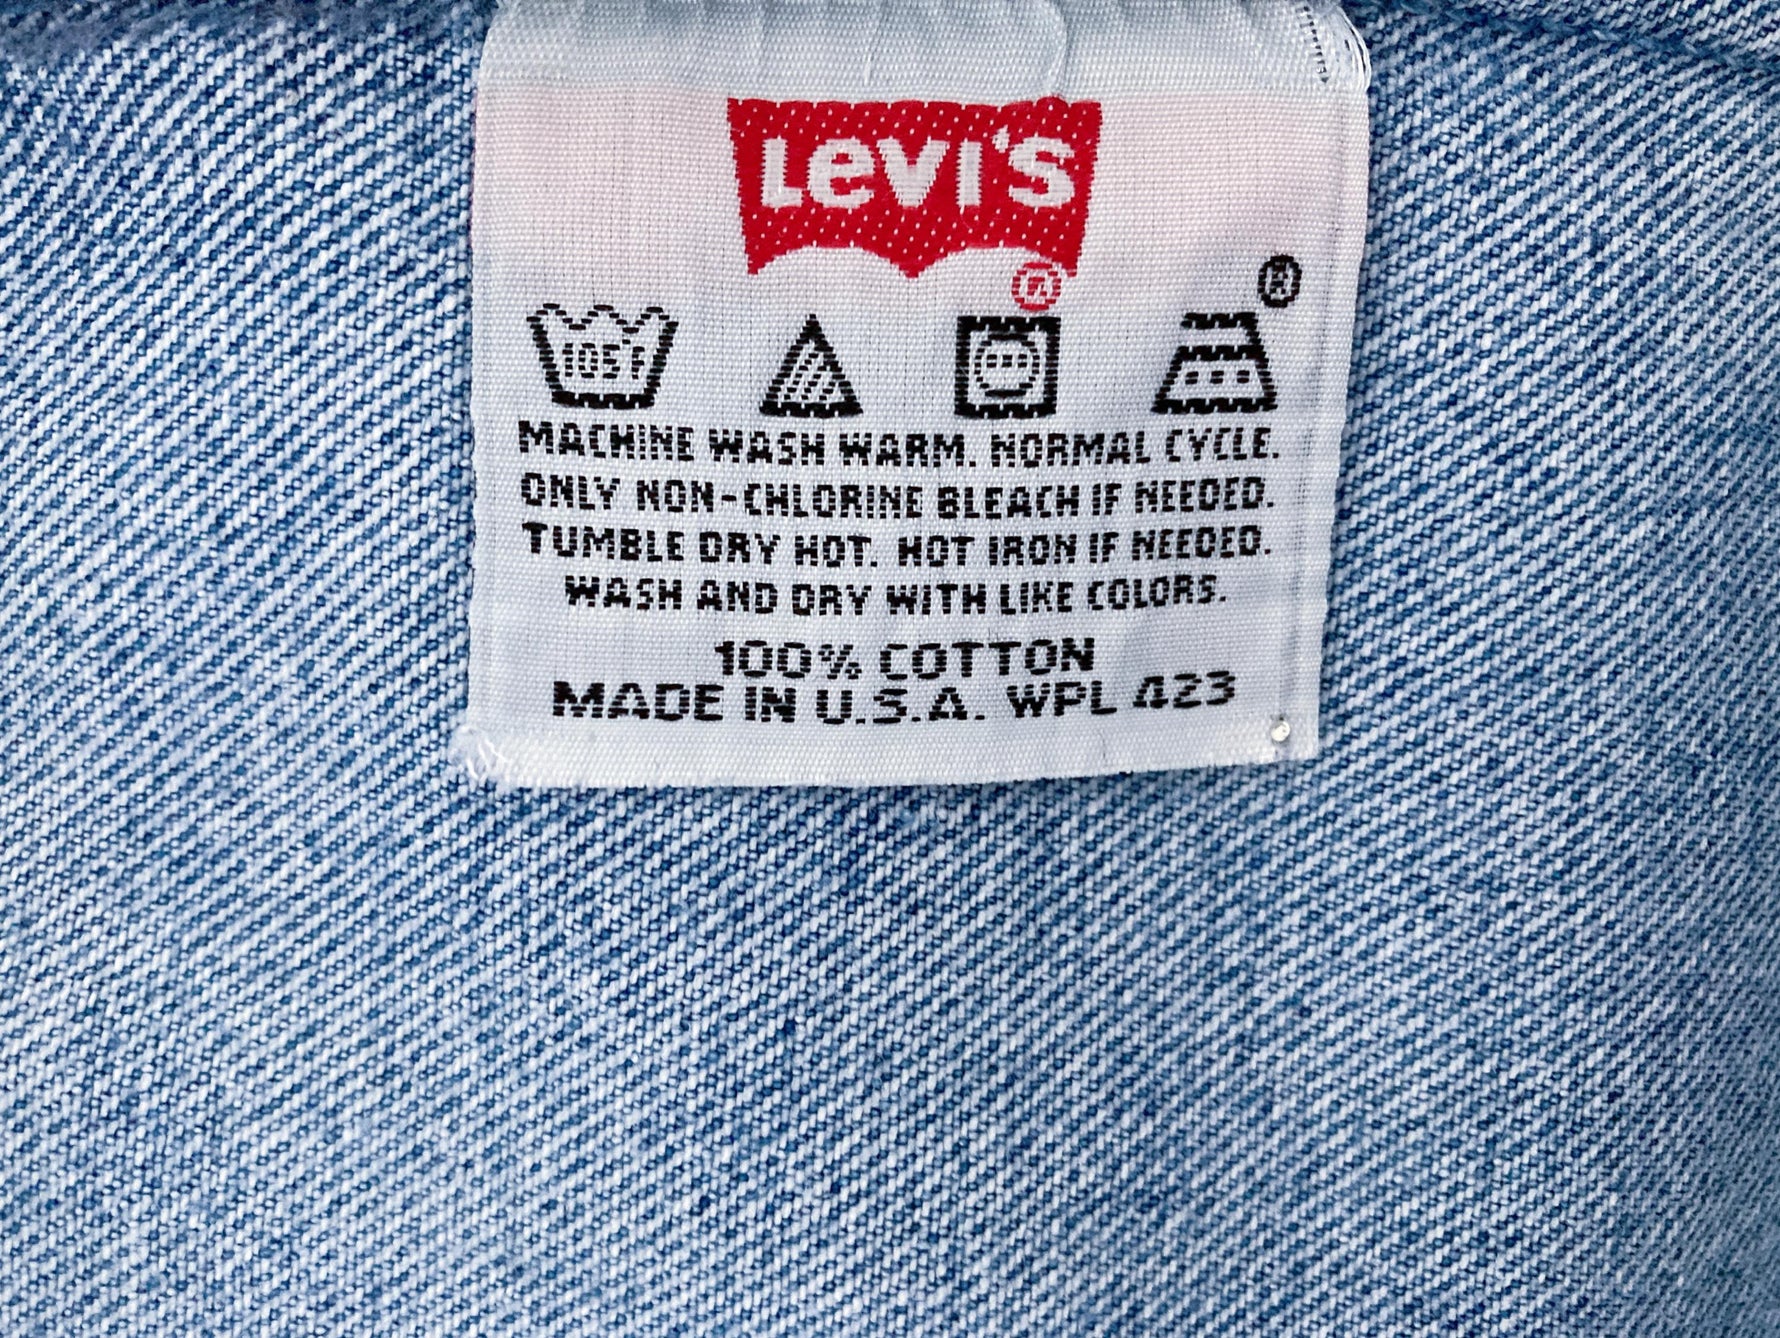 Levi's
®
®
105°F
MACHINE WASH WARM. NORMAL CYCLE.
ONLY NON-CHLORINE BLEACH IF NEEDED.
TUMBLE DRY HOT. HOT IRON IF NEEDED.
WASH AND DRY WITH LIKE COLORS.
100% COTTON
MADE IN U.S.A. WPL 423